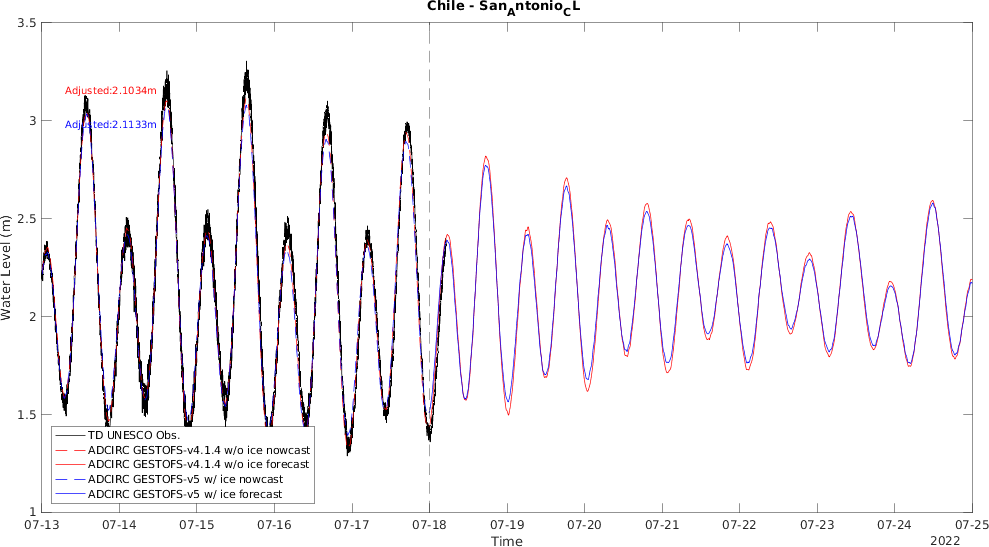 Chile - SanAntonioCL
3.5
3
2.5
2
1.5
1
Water Level (m)
Adjusted:2.1034m
Adjusted:2.1133m
TD UNESCO Obs.
ADCIRC GESTOFS-v4.1.4 w/o ice nowcast
ADCIRC GESTOFS-v4.1.4 w/o ice forecast
ADCIRC GESTOFS-v5 w/ ice nowcast
ADCIRC GESTOFS-v5 w/ ice forecast
07-13 07-14 07-15 07-16 07-17 07-18 07-19 07-20 07-21 07-22 07-23 07-24 07-25
Time
2022